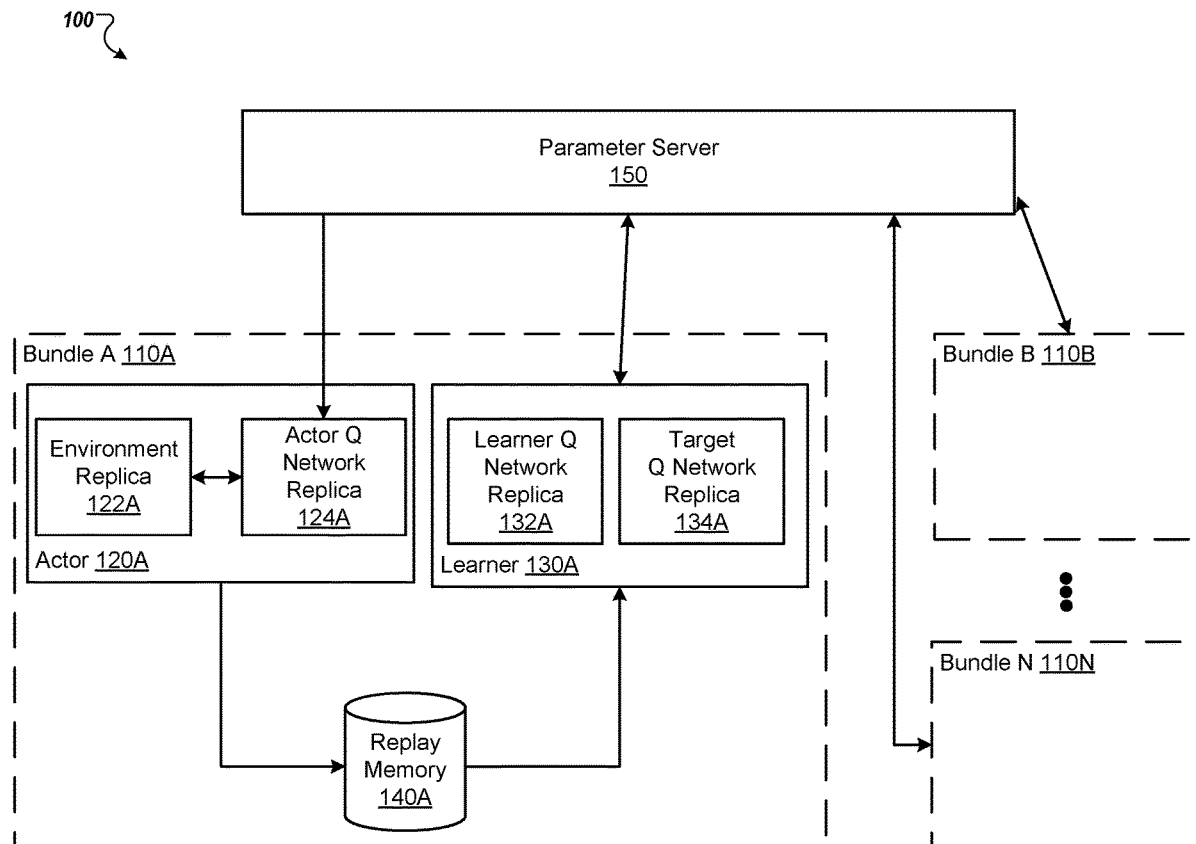 100
Parameter Server
150
Bundle A 110A
Bundle B 110B
Environment
Replica
122A
Actor Q
Network
Replica
124A
Learner Q
Network
Replica
132A
Target
Q Network
Replica
134A
Actor 120A
Learner 130A
Bundle N 110N
Replay
Memory
140A